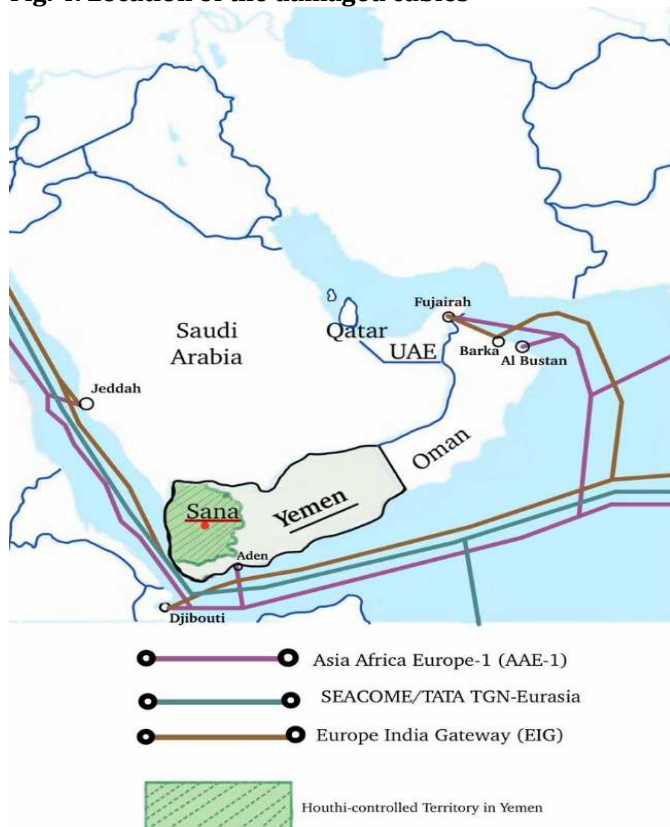 Fig. Location of the damaged cables
Fujairah
Qatar
Saudi
Arabia
UAE
Barka
Al Bustan
Jeddah
Oman
Sana
Yemen
Aden
Djibouti
Asia Africa Europe-1 (AAE-1)
SEACOME/TATA TGN-Eurasia
Europe India Gateway (EIG)
Houthi-controlled Territory in Yemen